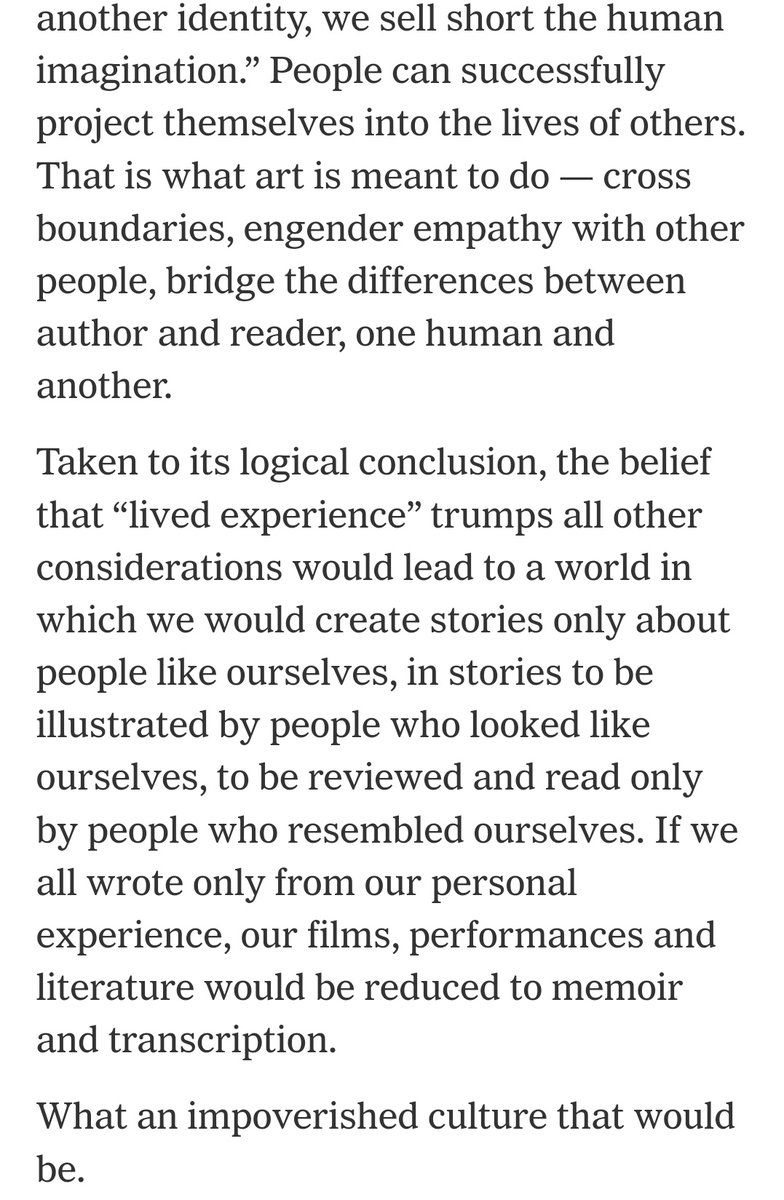 another identity, we sell short the human
imagination.” People can successfully
project themselves into the lives of others.
That is what art is meant to do — cross
boundaries, engender empathy with other
people, bridge the differences between
author and reader, one human and
another.
Taken to its logical conclusion, the belief
that “lived experience” trumps all other
considerations would lead to a world in
which we would create stories only about
people like ourselves, in stories to be
illustrated by people who looked like
ourselves, to be reviewed and read only
by people who resembled ourselves. If we
all wrote only from our personal
experience, our films, performances and
literature would be reduced to memoir
and transcription.
What an impoverished culture that would
be.